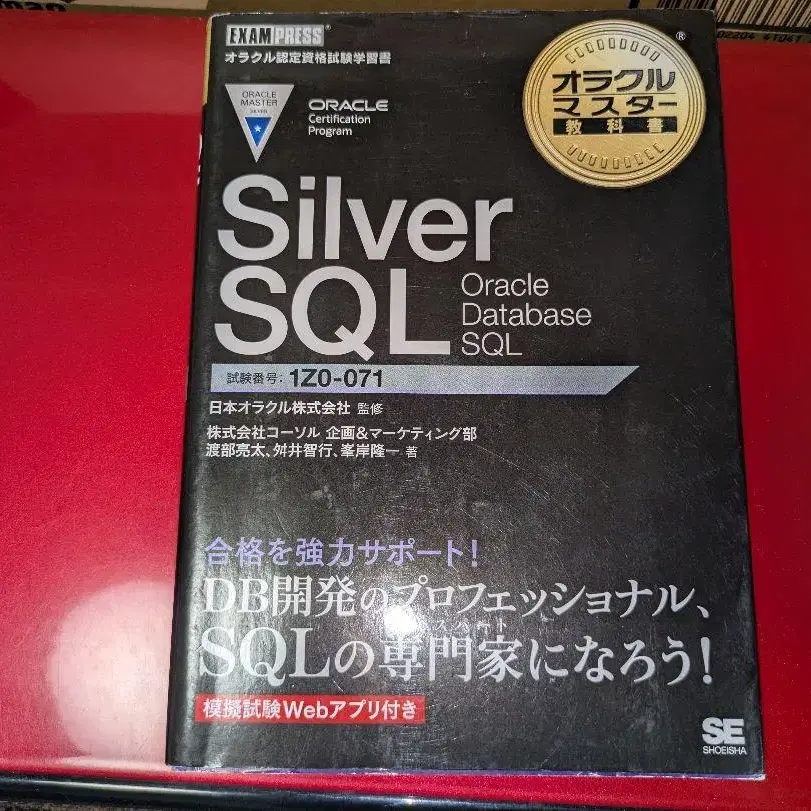 EXAMPRESS®
オラクル認定資格試験学習書
ORACLE
MASTER
SILVER
ORACLE
Certification
Program
オラクル
マスター
教科書
®
Silver
SQL
Oracle
Database
SQL
試験番号:1Z0-071
日本オラクル株式会社 監修
株式会社コーソル 企画&マーケティング部
渡部亮太、舛井智行、峯岸隆一 著
合格を強力サポート!
DB開発のプロフェッショナル、
SQLの専門家になろう!
模擬試験Webアプリ付き
SE
SHOEISHA